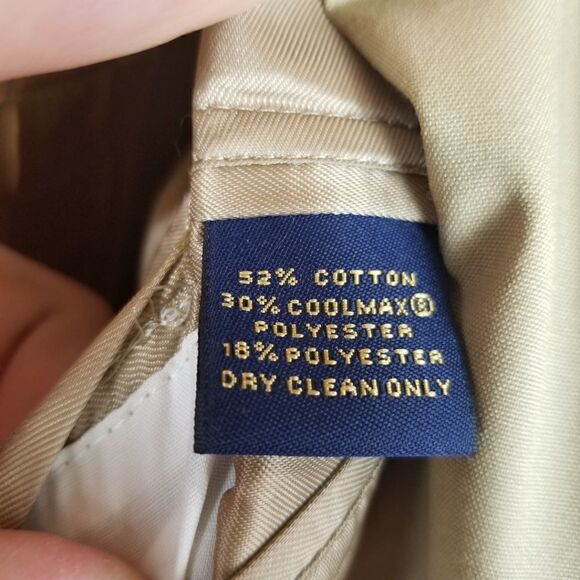 52% COTTON
30% COOLMAX®
POLYESTER
18% POLYESTER
DRY CLEAN ONLY